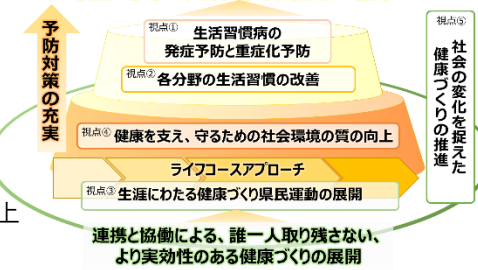 視点①
生活習慣病の
発症予防と重症化予防
視点②
各分野の生活習慣の改善
予防対策の充実
視点④
健康を支え、守るための社会環境の質の向上
ライフコースアプローチ
視点③
生涯にわたる健康づくり県民運動の展開
視点⑤
社会の変化を捉えた
健康づくりの推進
上
連携と協働による、誰一人取り残さない、
より実効性のある健康づくりの展開